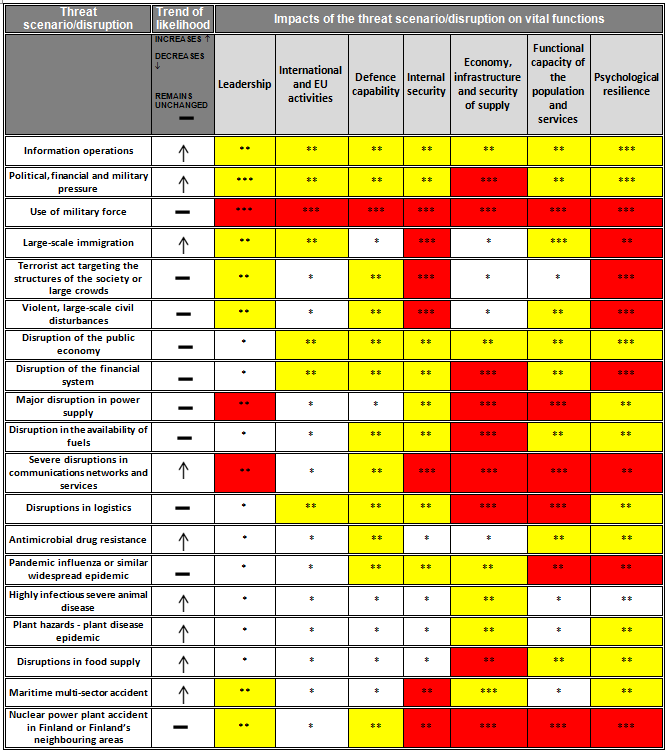 Threat scenario/disruption
Trend of likelihood
Impacts of the threat scenario/disruption on vital functions
INCREASES ↑
DECREASES ↓
REMAINS UNCHANGED —
Leadership
International and EU activities
Defence capability
Internal security
Economy, infrastructure and security of supply
Functional capacity of the population and services
Psychological resilience
Information operations ↑ ** ** ** ** ** ** ***
Political, financial and military pressure ↑ *** ** ** ** *** ** ***
Use of military force — *** *** *** *** *** *** ***
Large-scale immigration ↑ ** ** * *** * *** **
Terrorist act targeting the structures of the society or large crowds — ** * ** *** * * ***
Violent, large-scale civil disturbances — ** * ** *** * ** ***
Disruption of the public economy — * ** ** ** ** ** ***
Disruption of the financial system — * ** ** ** *** ** ***
Major disruption in power supply — ** * * ** *** *** **
Disruption in the availability of fuels — * * ** ** *** ** **
Severe disruptions in communications networks and services ↑ ** * ** *** *** *** **
Disruptions in logistics — * ** ** ** *** *** **
Antimicrobial drug resistance ↑ * * ** * * ** **
Pandemic influenza or similar widespread epidemic — * * ** ** ** ** **
Highly infectious severe animal disease ↑ * * * * ** * **
Plant hazards - plant disease epidemic ↑ * * * * ** * **
Disruptions in food supply ↑ * * * * ** ** **
Maritime multi-sector accident ↑ ** * * ** *** * **
Nuclear power plant accident in Finland or Finland's neighbouring areas — ** * ** ** *** *** ***